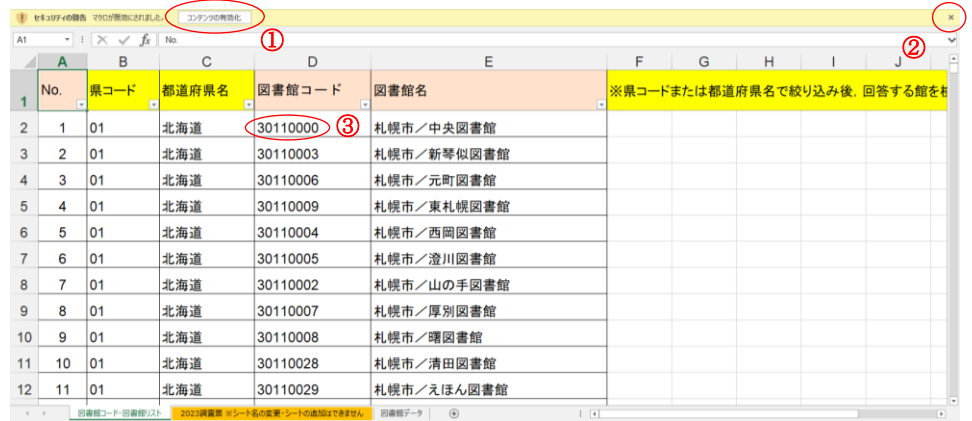 セキュリティの警告 マクロが無効にされました。 コンテンツの有効化 ×
① ②
A1 fx No.
A B C D E F G H I J
1 No. 県コード 都道府県名 図書館コード 図書館名 ※県コードまたは都道府県名で絞り込み後，回答する館を
2 1 01 北海道 30110000 ③ 札幌市／中央図書館
3 2 01 北海道 30110003 札幌市／新琴似図書館
4 3 01 北海道 30110006 札幌市／元町図書館
5 4 01 北海道 30110009 札幌市／東札幌図書館
6 5 01 北海道 30110004 札幌市／西岡図書館
7 6 01 北海道 30110005 札幌市／澄川図書館
8 7 01 北海道 30110002 札幌市／山の手図書館
9 8 01 北海道 30110007 札幌市／厚別図書館
10 9 01 北海道 30110008 札幌市／曙図書館
11 10 01 北海道 30110028 札幌市／清田図書館
12 11 01 北海道 30110029 札幌市／えほん図書館
図書館コード・図書館リスト 2023調査票 ※シート名の変更・シートの追加はできません 図書館データ